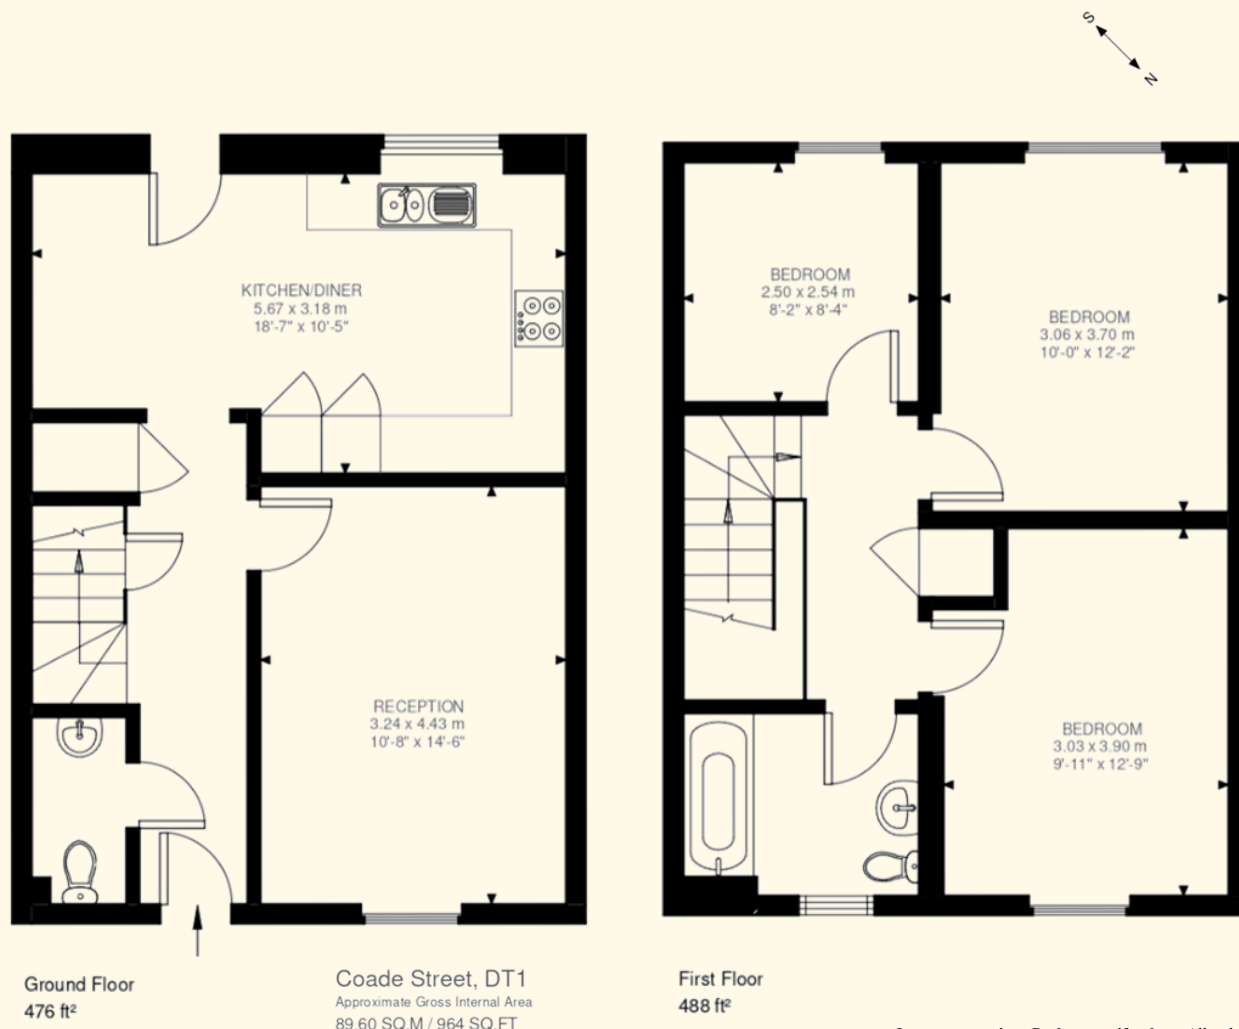 S
N
KITCHEN/DINER
5.67 x 3.18 m
18'-7" x 10'-5"
RECEPTION
3.24 x 4.43 m
10'-8" x 14'-6"
BEDROOM
2.50 x 2.54 m
8'-2" x 8'-4"
BEDROOM
3.06 x 3.70 m
10'-0" x 12'-2"
BEDROOM
3.03 x 3.90 m
9'-11" x 12'-9"
Ground Floor
476 ft²
Coade Street, DT1
Approximate Gross Internal Area
89.60 SQ.M / 964 SQ.FT
First Floor
488 ft²